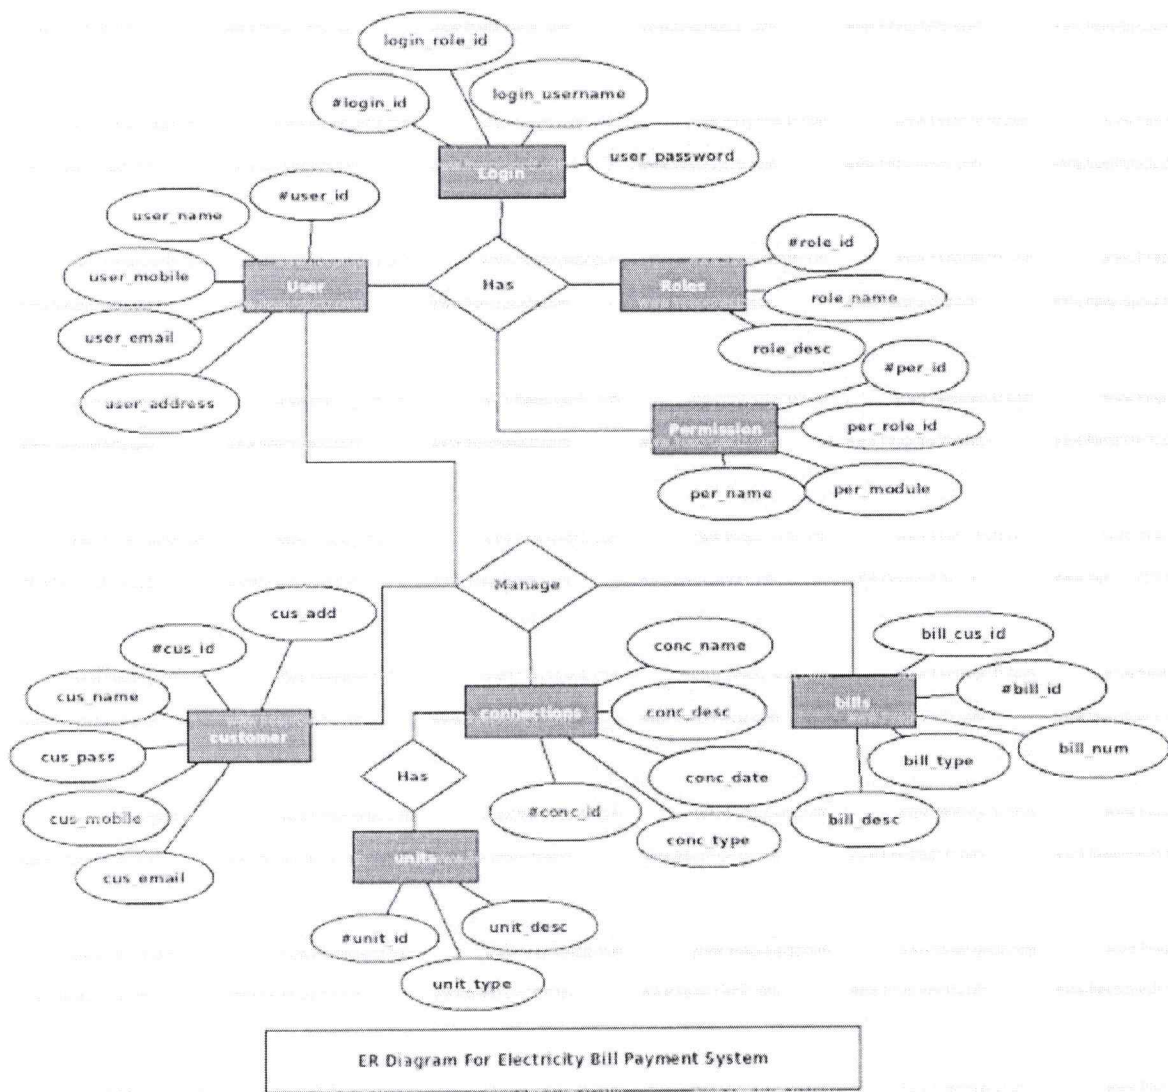 login_role_id
login_username
#login_id
user_password
Login
#user_id
user_name
#role_id
user_mobile
User
Has
Roles
role_name
user_email
role_desc
#per_id
user_address
Permission
per_role_id
per_name
per_module
Manage
cus_add
#cus_id
conc_name
bill_cus_id
cus_name
#bill_id
connections
conc_desc
bills
customer
bill_num
cus_pass
bill_type
Has
conc_date
cus_mobile
#conc_id
bill_desc
conc_type
units
cus_email
unit_desc
#unit_id
unit_type
ER Diagram For Electricity Bill Payment System